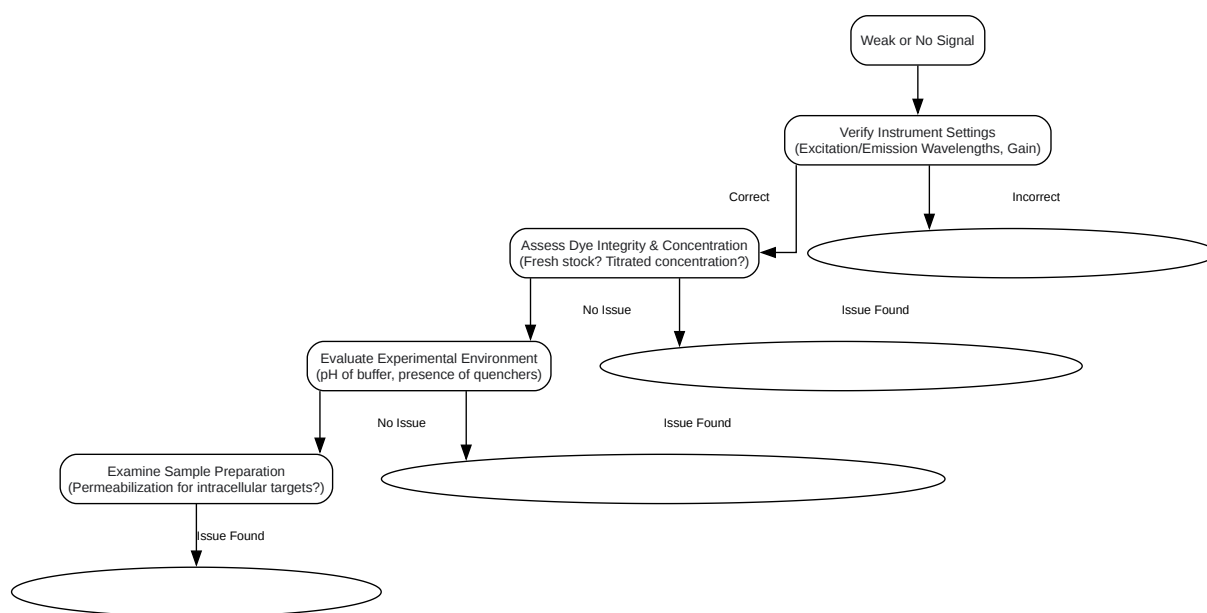 Weak or No Signal
Verify Instrument Settings
(Excitation/Emission Wavelengths, Gain)
Correct
Incorrect
Assess Dye Integrity & Concentration
(Fresh stock? Titrated concentration?)
No Issue
Issue Found
Evaluate Experimental Environment
(pH of buffer, presence of quenchers)
No Issue
Issue Found
Examine Sample Preparation
(Permeabilization for intracellular targets?)
Issue Found